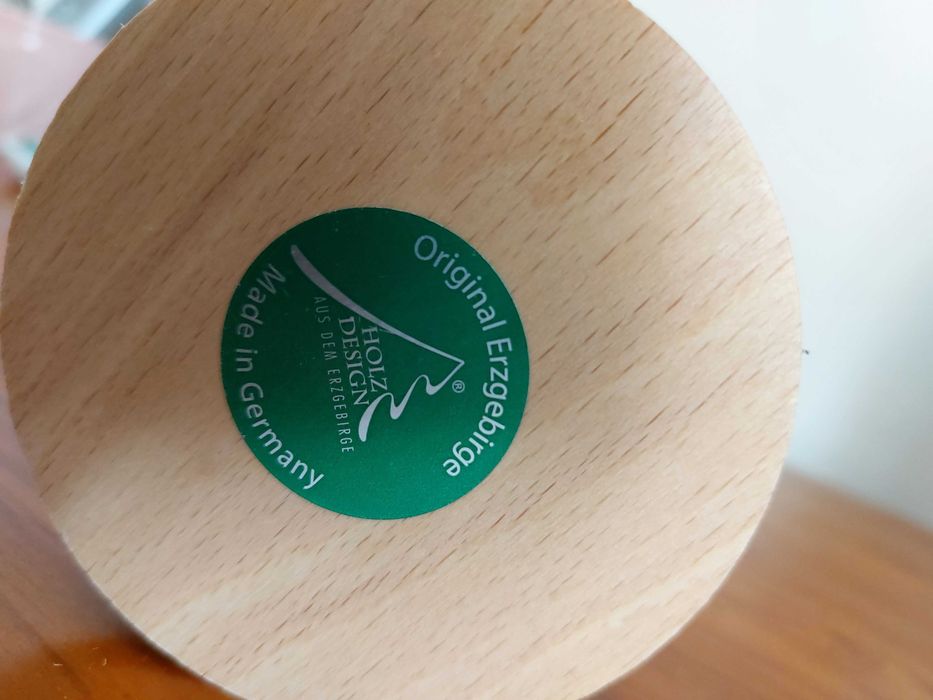 Original Erzgebirge
®
HOLZ
DESIGN
AUS DEM ERZGEBIRGE
Made in Germany